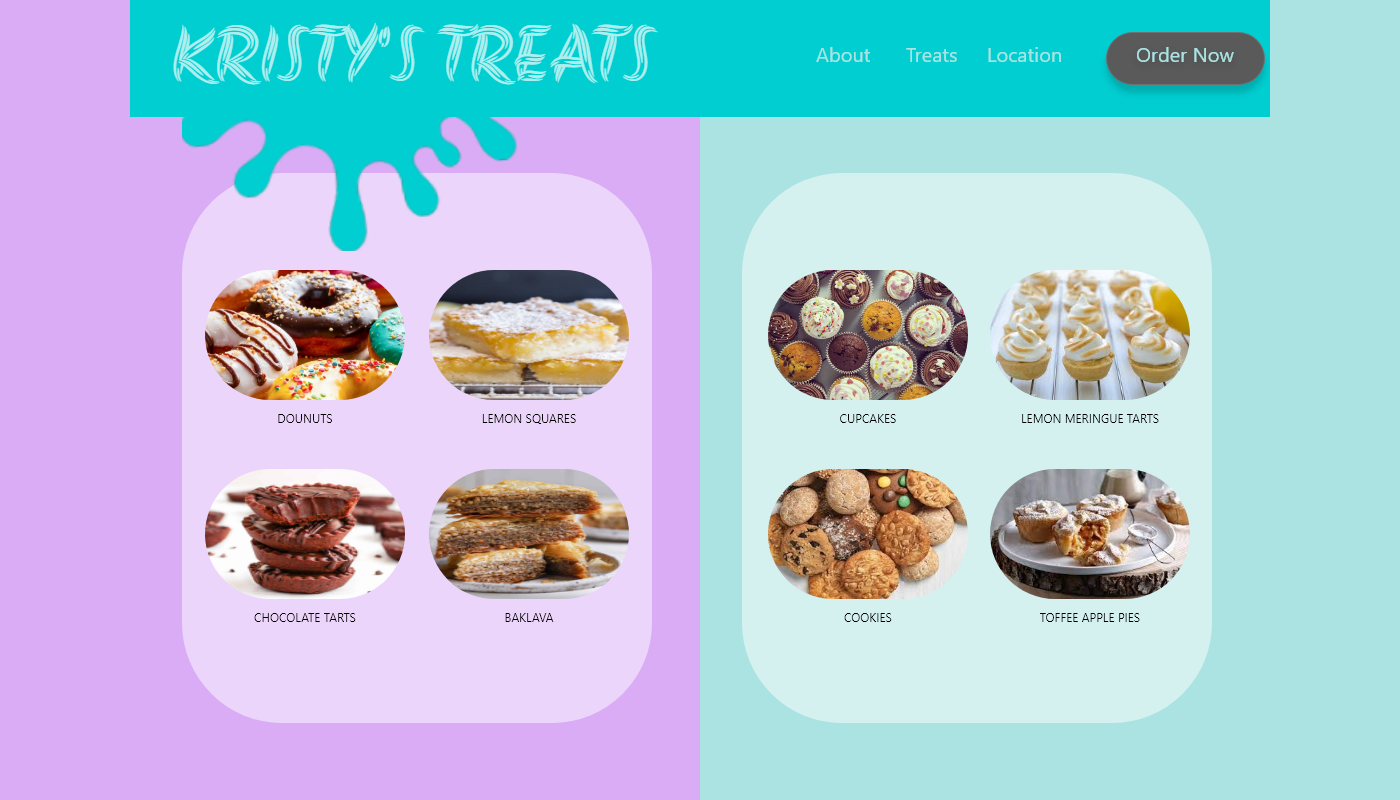 KRISTY'S TREATS
About Treats Location Order Now
DOUNUTS LEMON SQUARES CUPCAKES LEMON MERINGUE TARTS
CHOCOLATE TARTS BAKLAVA COOKIES TOFFEE APPLE PIES